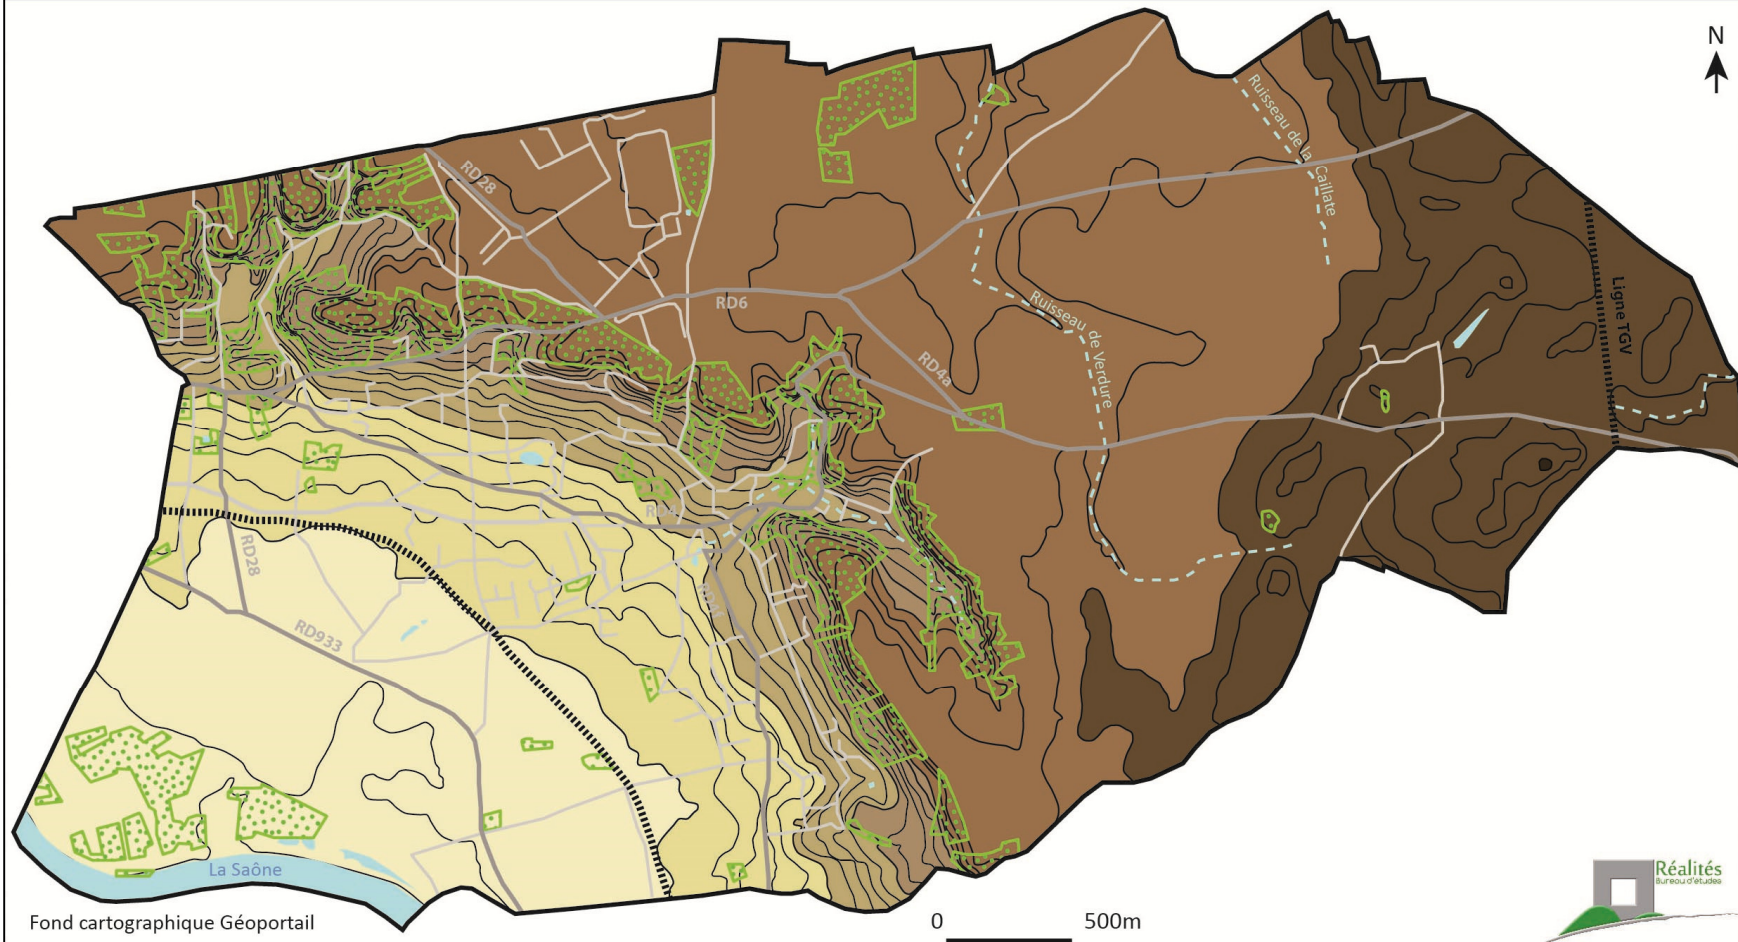 N
RD28
Ruisseau de la Caillate
RD6
Ruisseau de Verdure
Ligne TGV
RD4a
RD4
RD28
RD933
La Saône
Fond cartographique Géoportail
0 500m
Réalités
Bureau d'études